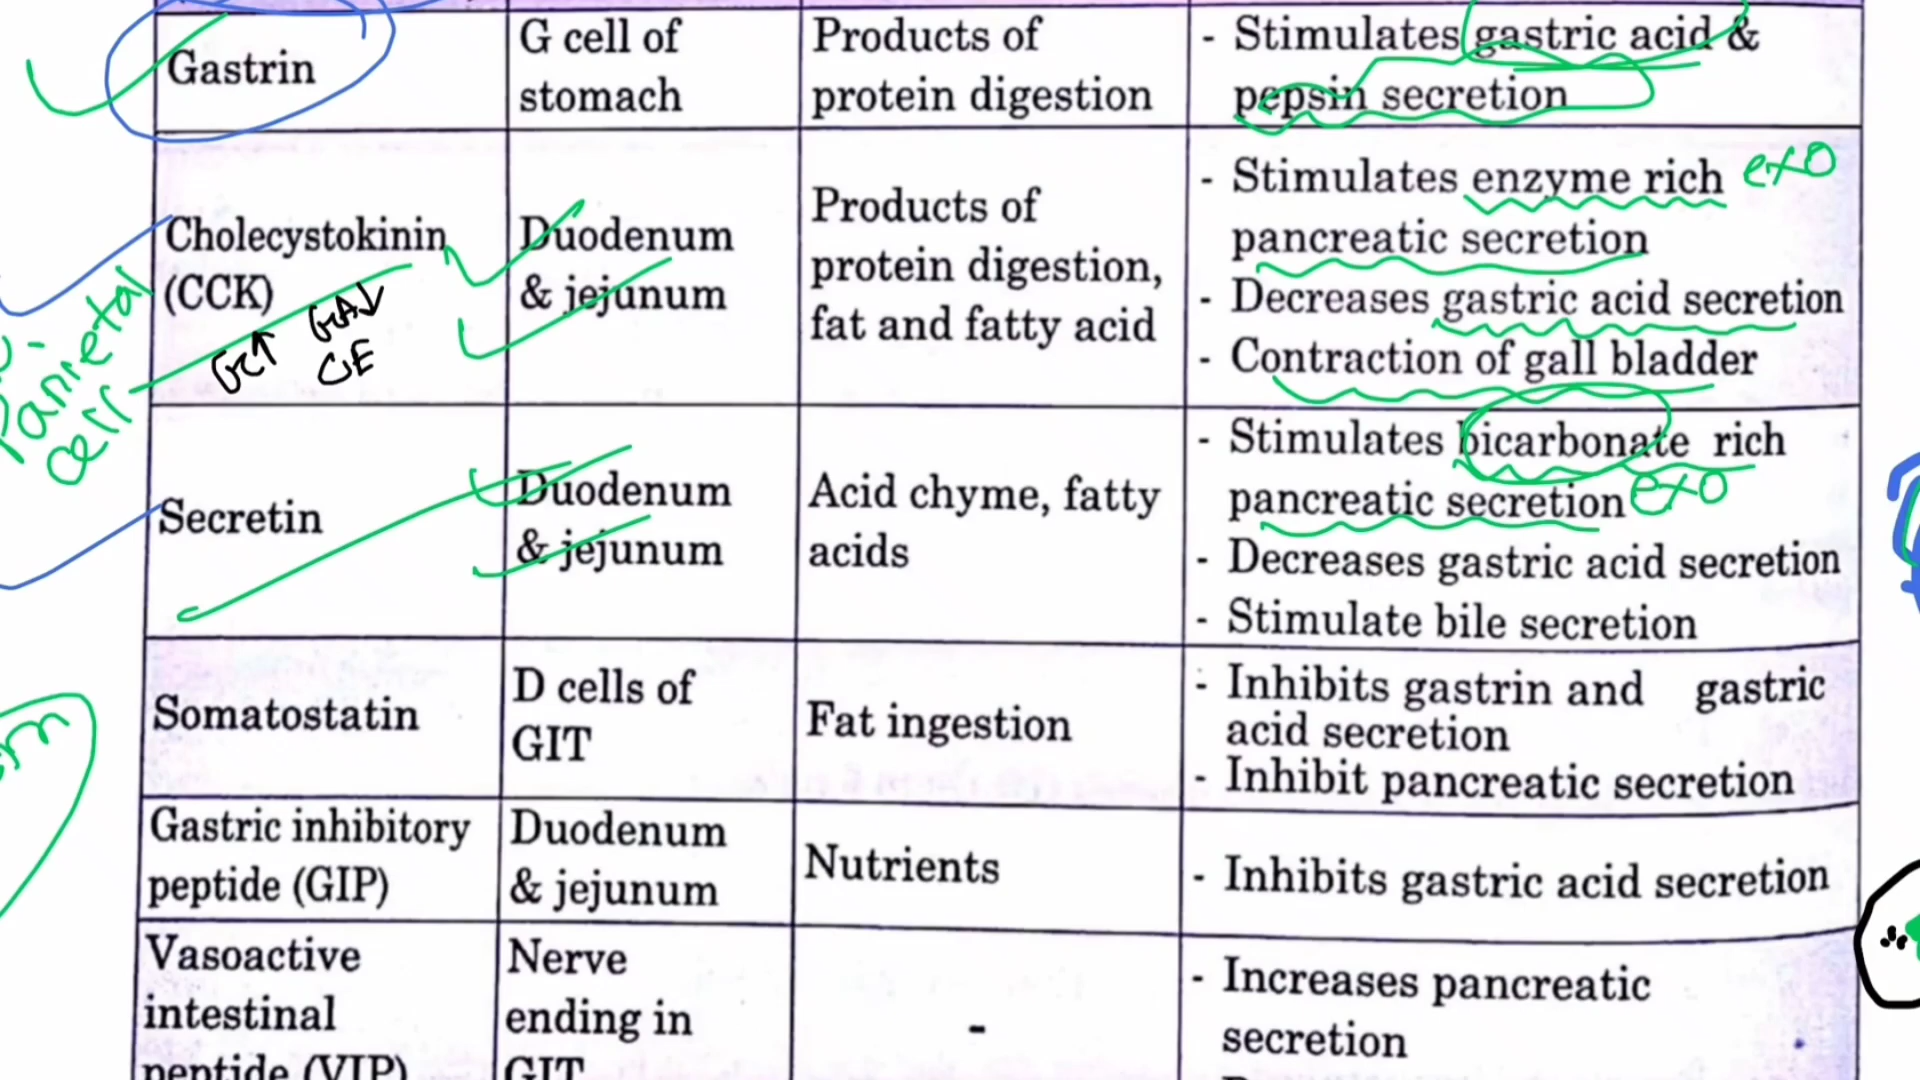 Gastrin
G cell of
stomach
Products of
protein digestion
- Stimulates gastric acid &
pepsin secretion
Cholecystokinin
(CCK)
GC↑ GA↓
Duodenum
& jejunum
Products of
protein digestion,
fat and fatty acid
- Stimulates enzyme rich exo
pancreatic secretion
- Decreases gastric acid secretion
- Contraction of gall bladder
Parietal
cell
Secretin
Duodenum
& jejunum
Acid chyme, fatty
acids
- Stimulates bicarbonate rich
pancreatic secretion exo
- Decreases gastric acid secretion
- Stimulate bile secretion
Somatostatin
D cells of
GIT
Fat ingestion
- Inhibits gastrin and gastric
acid secretion
- Inhibit pancreatic secretion
Gastric inhibitory
peptide (GIP)
Duodenum
& jejunum
Nutrients
- Inhibits gastric acid secretion
Vasoactive
intestinal
peptide (VIP)
Nerve
ending in
GIT
-
- Increases pancreatic
secretion